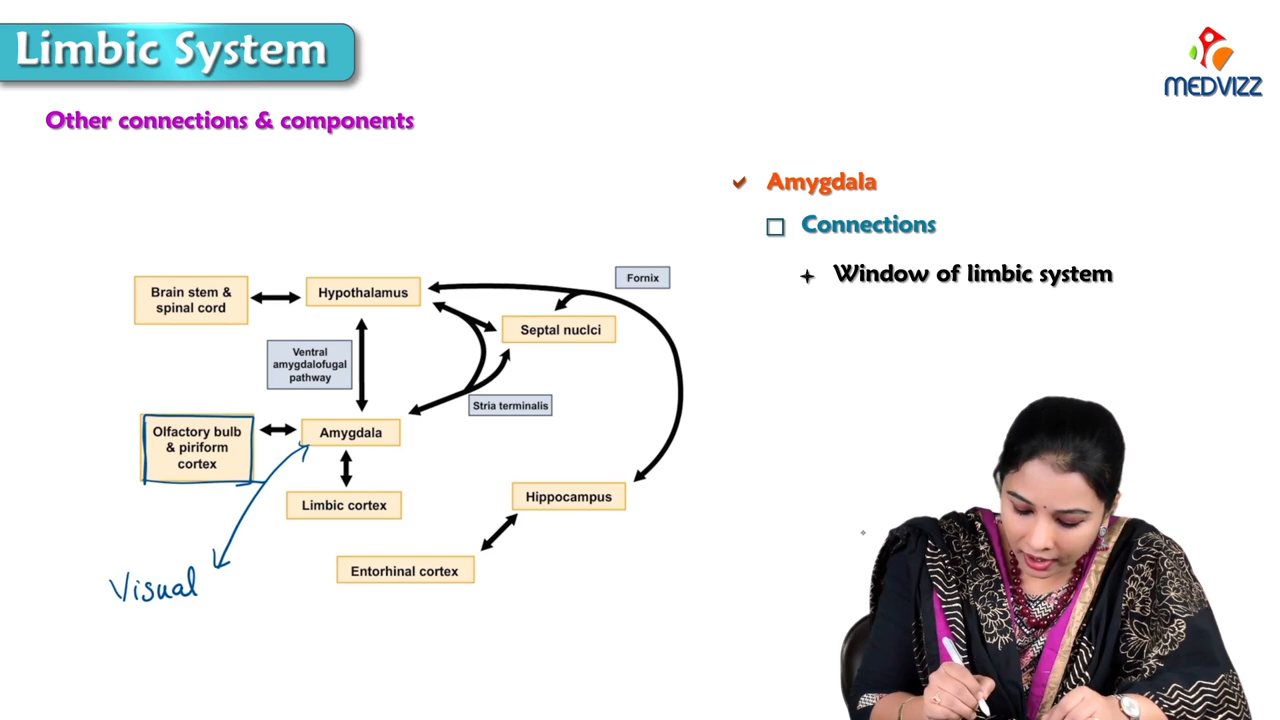 Limbic System
MEDVIZZ
Other connections & components
Amygdala
Connections
Window of limbic system
Fornix
Brain stem &
spinal cord
Hypothalamus
Septal nuclci
Ventral
amygdalofugal
pathway
Stria terminalis
Olfactory bulb
& piriform
cortex
Amygdala
Limbic cortex
Hippocampus
Entorhinal cortex
Visual